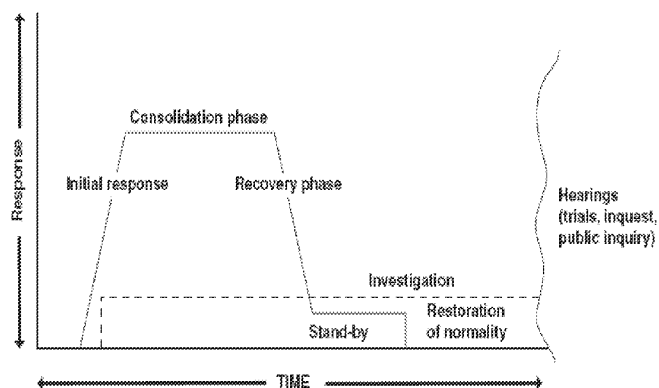 Consolidation phase
Initial response
Recovery phase
Response
Hearings
(trials, inquest,
public inquiry)
Investigation
Stand-by
Restoration
of normality
TIME